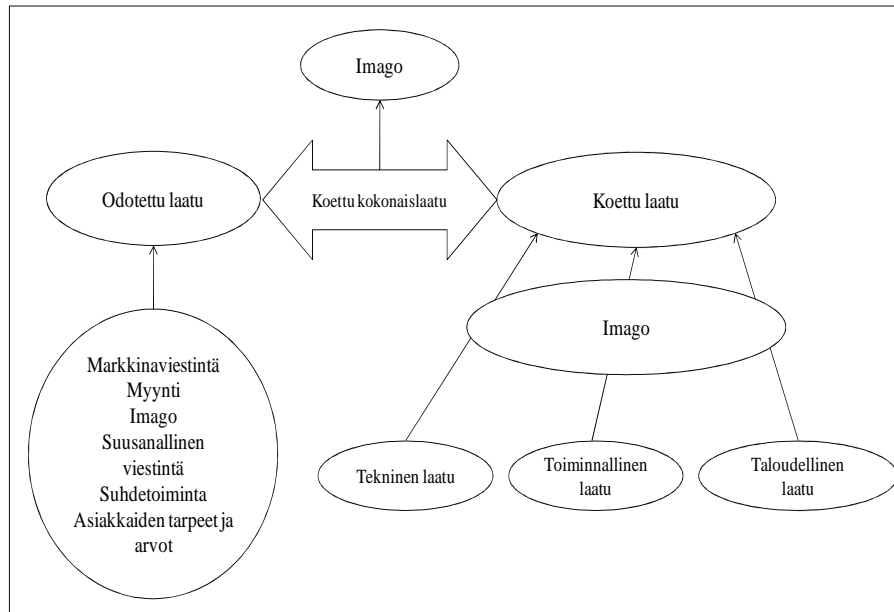 Imago
Odotettu laatu
Koettu kokonaislaatu
Koettu laatu
Imago
Markkinaviestintä
Myynti
Imago
Suusanallinen
viestintä
Suhdetoiminta
Asiakkaiden tarpeet ja
arvot
Tekninen laatu
Toiminnallinen
laatu
Taloudellinen
laatu